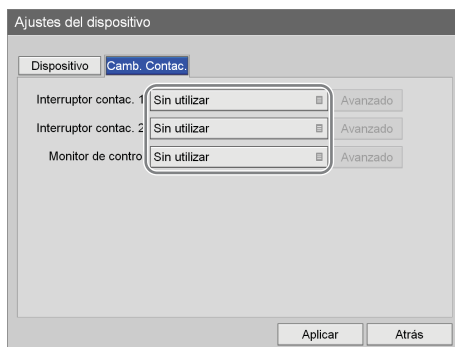 Ajustes del dispositivo
Dispositivo Camb. Contac.
Interruptor contac. 1 Sin utilizar Avanzado
Interruptor contac. 2 Sin utilizar Avanzado
Monitor de contro Sin utilizar Avanzado
Aplicar Atrás